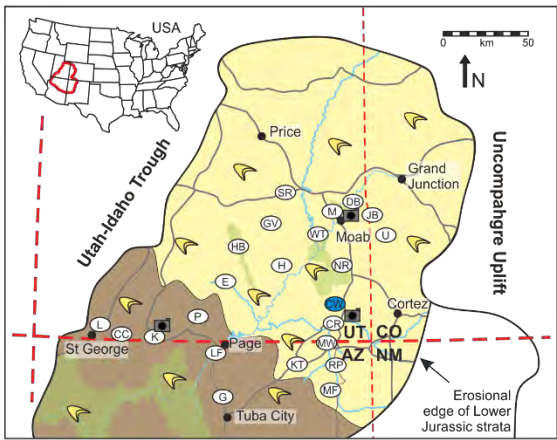 USA
0
50
km
N
Utah-Idaho Trough
Uncompahgre Uplift
Price
Grand
Junction
SR
DB
M
JB
GV
Moab
WT
U
HB
H
NR
E
CW
Cortez
P
CR
L
CC
K
UT
CO
St George
Page
MW
AZ
NM
LF
KT
RP
G
MF
Tuba City
Erosional
edge of Lower
Jurassic strata